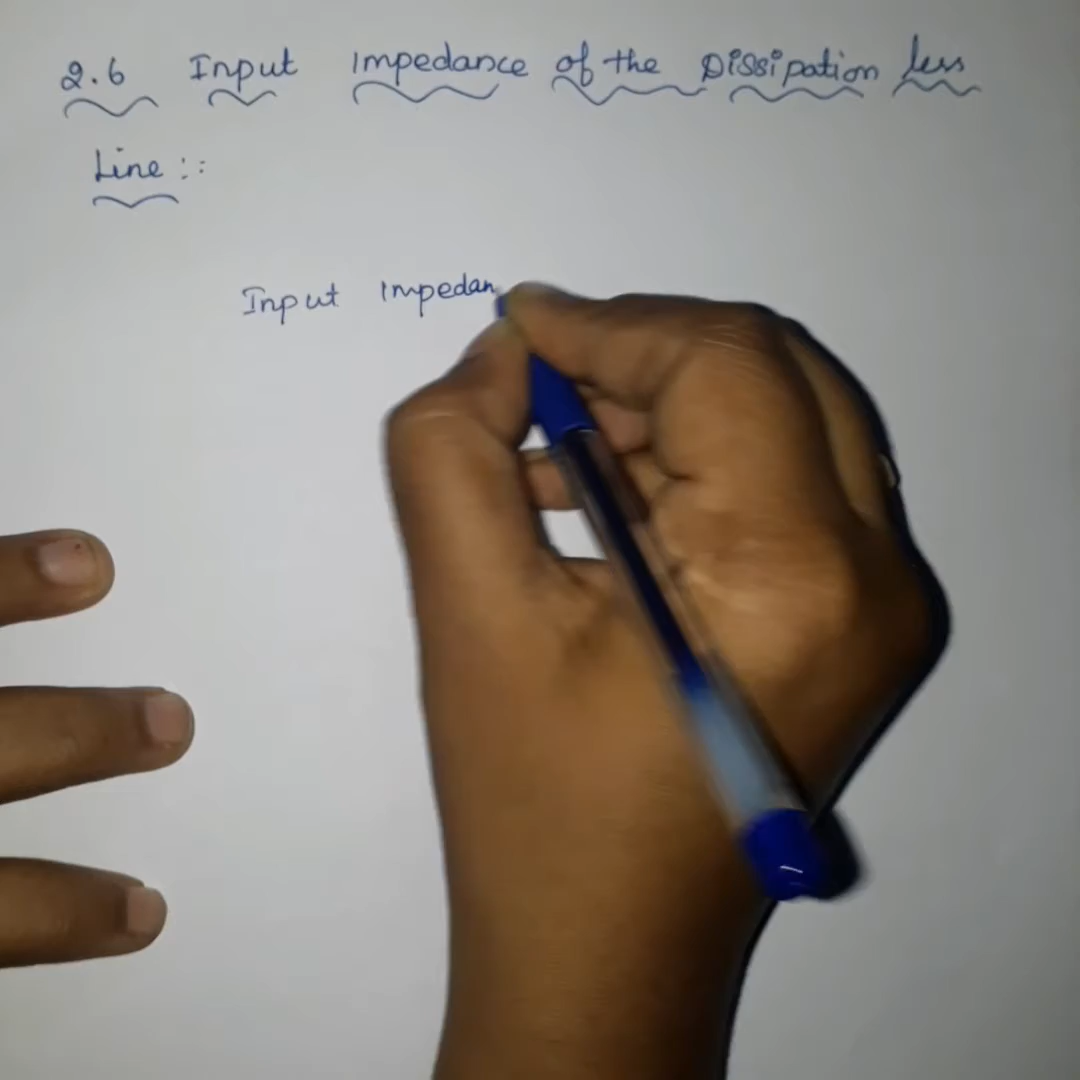 2.6 Input Impedance of the Dissipation less
Line ::
Input Impedan